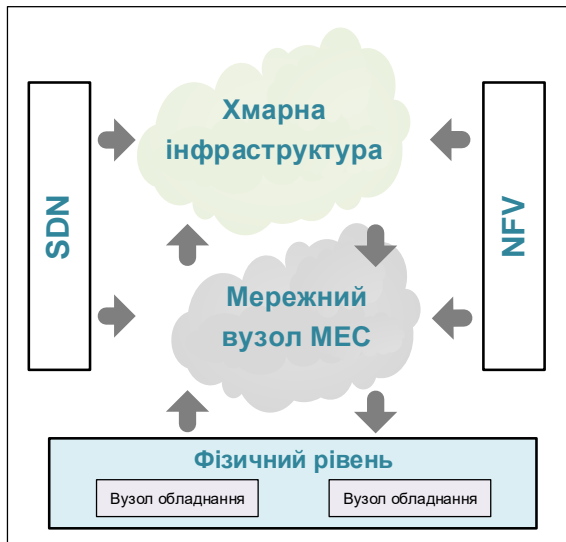 Хмарна
інфраструктура
SDN
NFV
Мережний
вузол MEC
Фізичний рівень
Вузол обладнання
Вузол обладнання